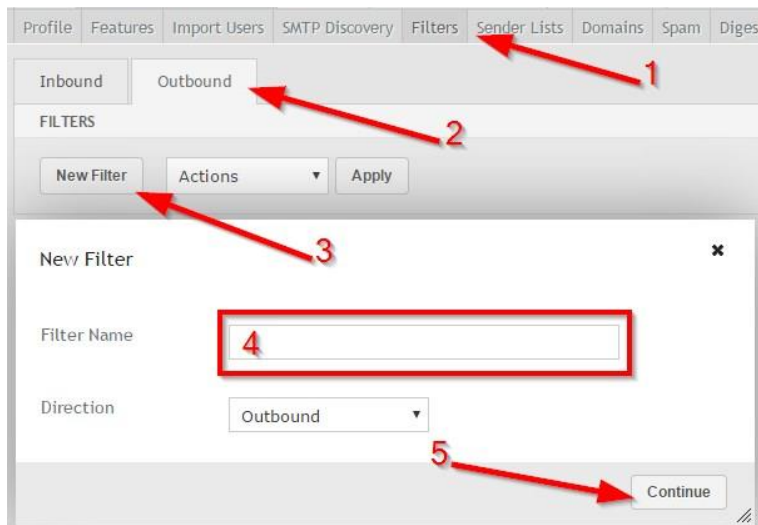 Profile Features Import Users SMTP Discovery Filters Sender Lists Domains Spam Diges
1
Inbound Outbound
2
FILTERS
New Filter Actions Apply
3
New Filter
Filter Name 4
Direction Outbound
5
Continue